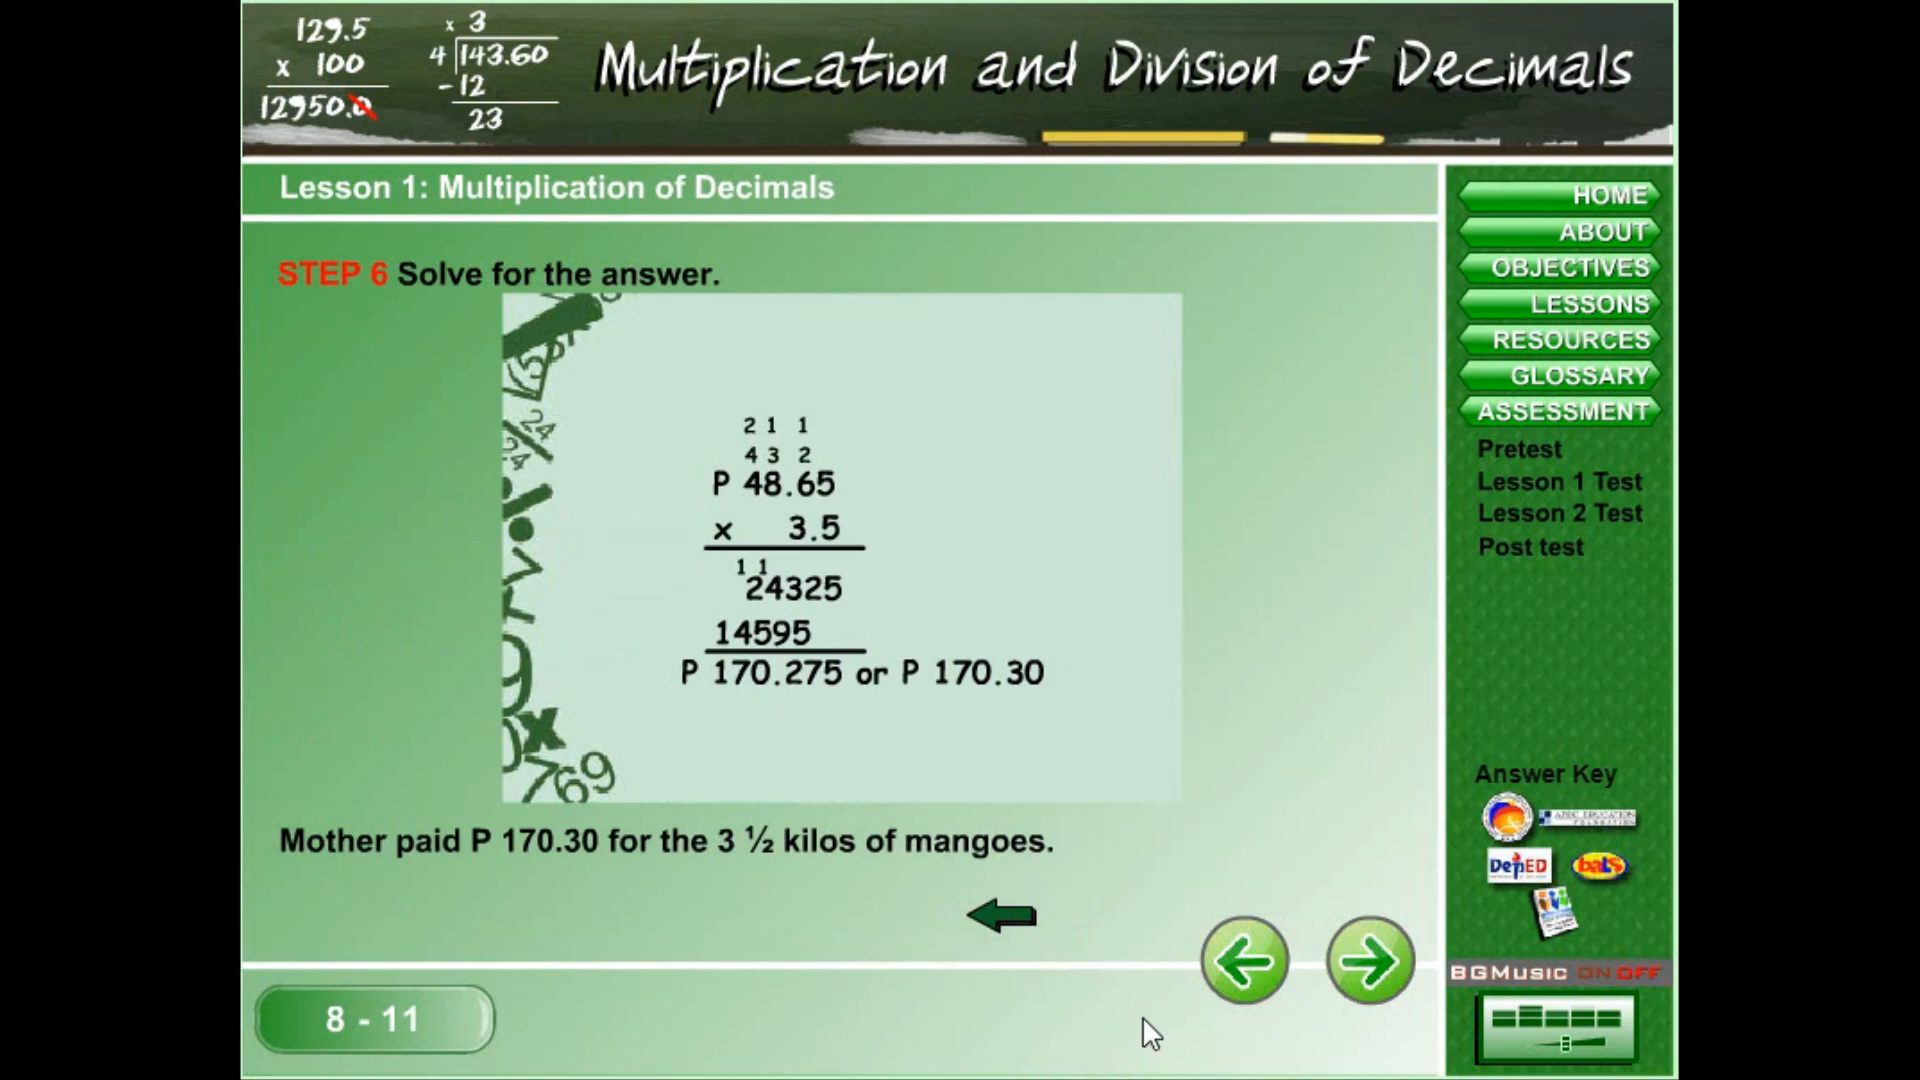 129.5
x 100
12950.0
x 3
4 143.60
-12
23
Multiplication and Division of Decimals
Lesson 1: Multiplication of Decimals
STEP 6 Solve for the answer.
2 1 1
4 3 2
P 48.65
x 3.5
1 1
24325
14595
P 170.275 or P 170.30
Mother paid P 170.30 for the 3 ½ kilos of mangoes.
8 - 11
HOME
ABOUT
OBJECTIVES
LESSONS
RESOURCES
GLOSSARY
ASSESSMENT
Pretest
Lesson 1 Test
Lesson 2 Test
Post test
Answer Key
APEC EDUCATION
FOUNDATION
DepED
bals
BGMusic ON OFF